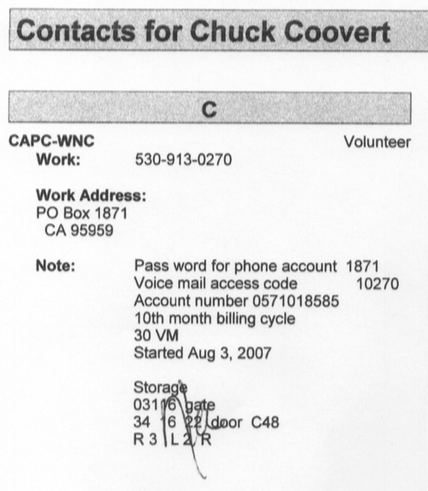 Contacts for Chuck Coovert
C
CAPC-WNC Volunteer
Work: 530-913-0270
Work Address:
PO Box 1871
CA 95959
Note: Pass word for phone account 1871
Voice mail access code 10270
Account number 0571018585
10th month billing cycle
30 VM
Started Aug 3, 2007
Storage
03116 gate
34 16 22 door C48
R 3 L 2 R